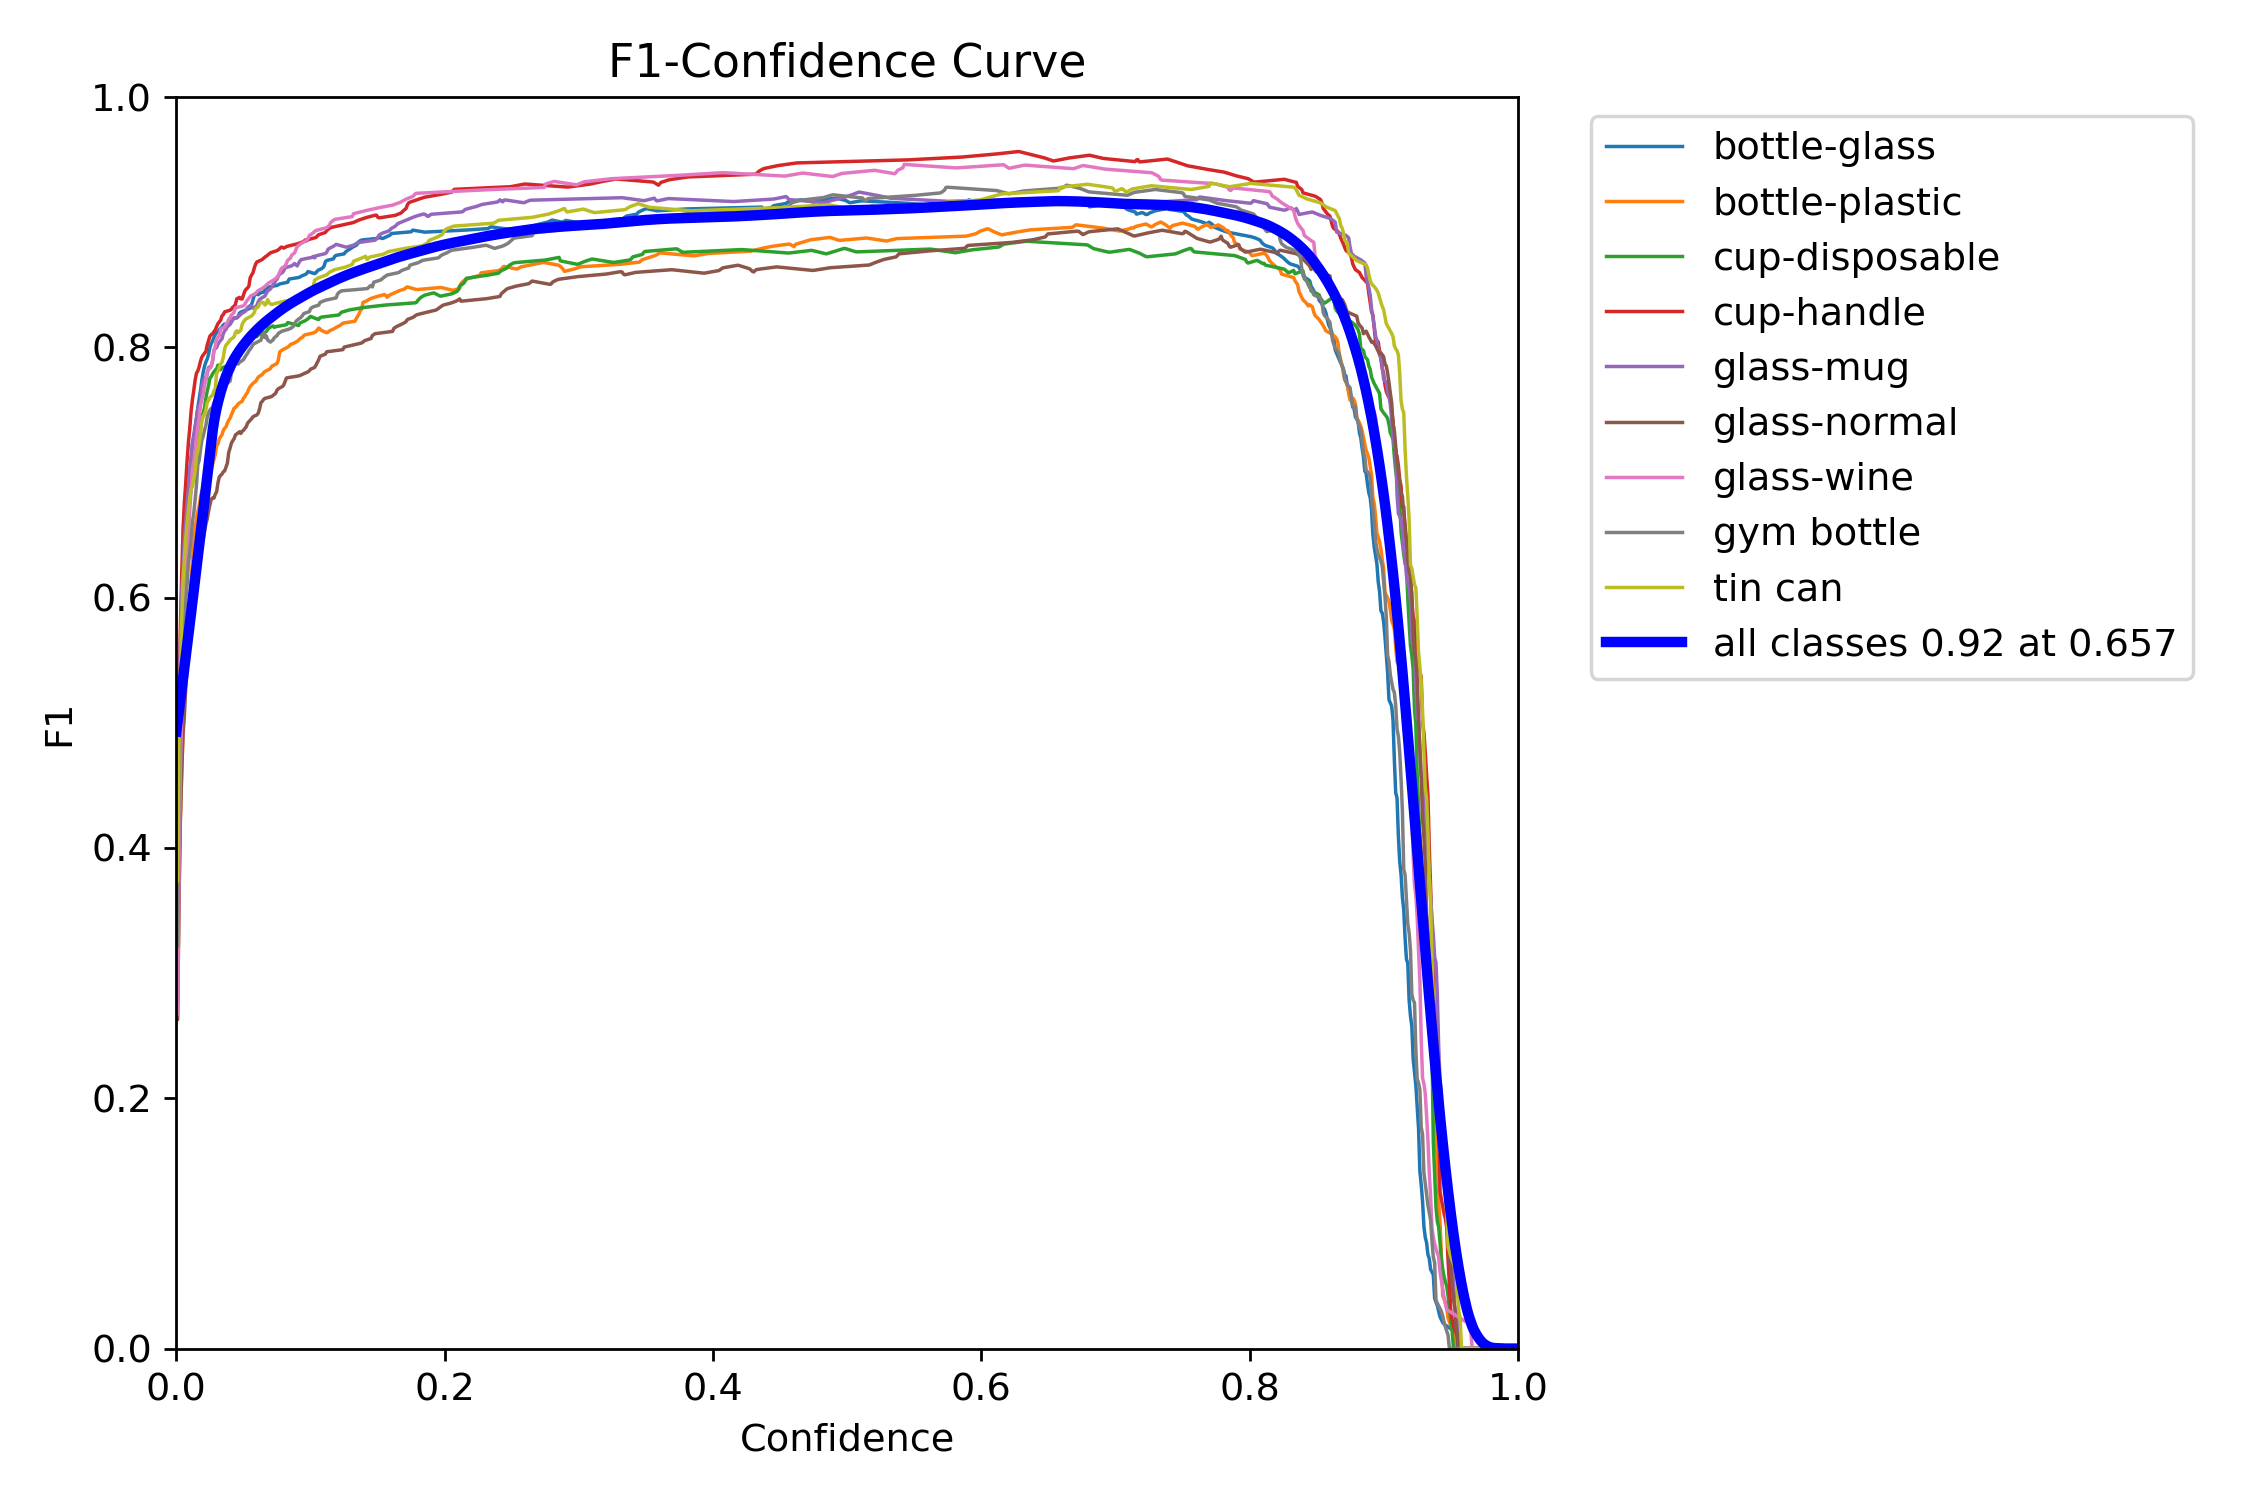 F1-Confidence Curve
1.0
0.8
0.6
0.4
0.2
0.0
F1
0.0 0.2 0.4 0.6 0.8 1.0
Confidence
bottle-glass
bottle-plastic
cup-disposable
cup-handle
glass-mug
glass-normal
glass-wine
gym bottle
tin can
all classes 0.92 at 0.657